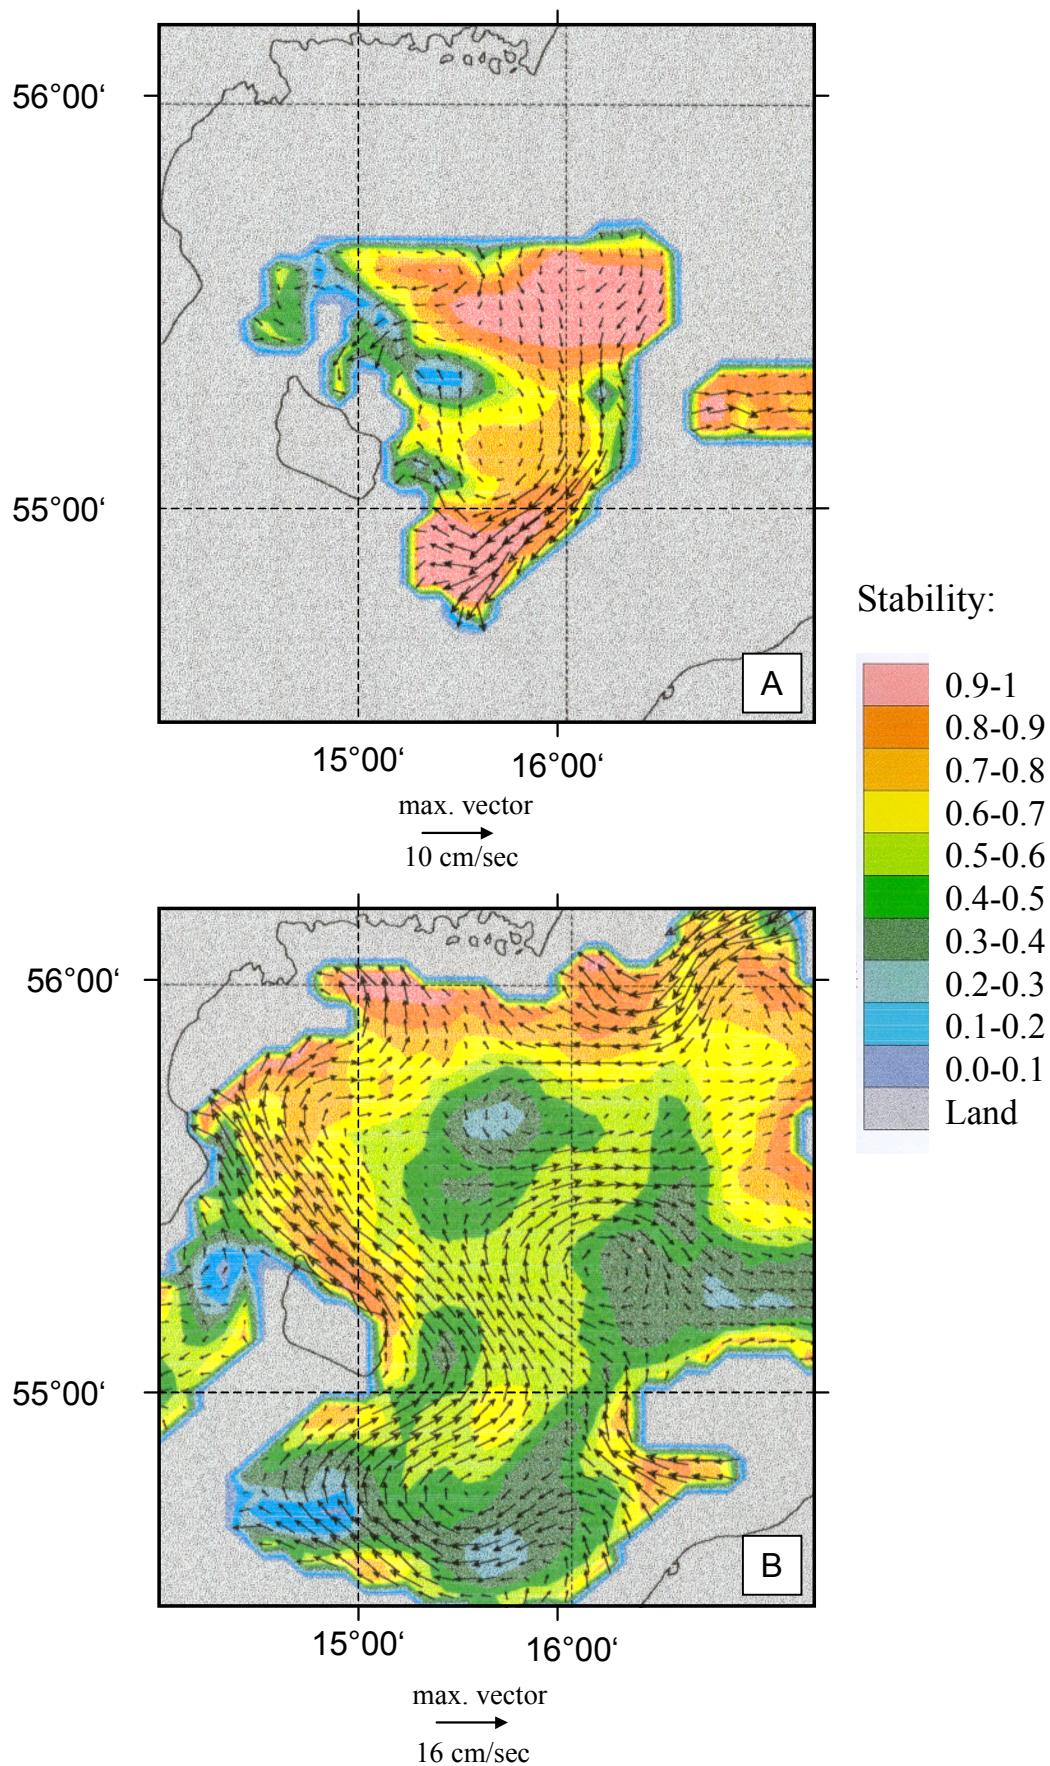 56°00‘
55°00‘
A
15°00‘
16°00‘
max. vector
10 cm/sec
Stability:
0.9-1
0.8-0.9
0.7-0.8
0.6-0.7
0.5-0.6
0.4-0.5
0.3-0.4
0.2-0.3
0.1-0.2
0.0-0.1
Land
56°00‘
55°00‘
B
15°00‘
16°00‘
max. vector
16 cm/sec